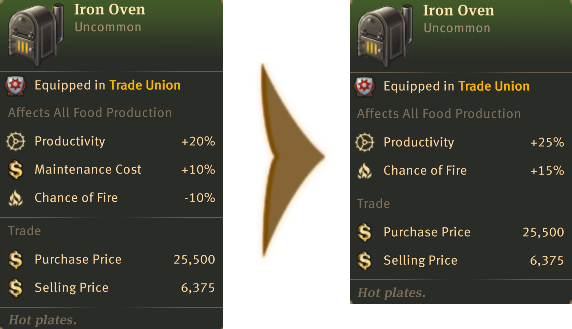 Iron Oven
Uncommon
Equipped in Trade Union
Affects All Food Production
Productivity +20%
Maintenance Cost +10%
Chance of Fire -10%
Trade
Purchase Price 25,500
Selling Price 6,375
Hot plates.
Iron Oven
Uncommon
Equipped in Trade Union
Affects All Food Production
Productivity +25%
Chance of Fire +15%
Trade
Purchase Price 25,500
Selling Price 6,375
Hot plates.